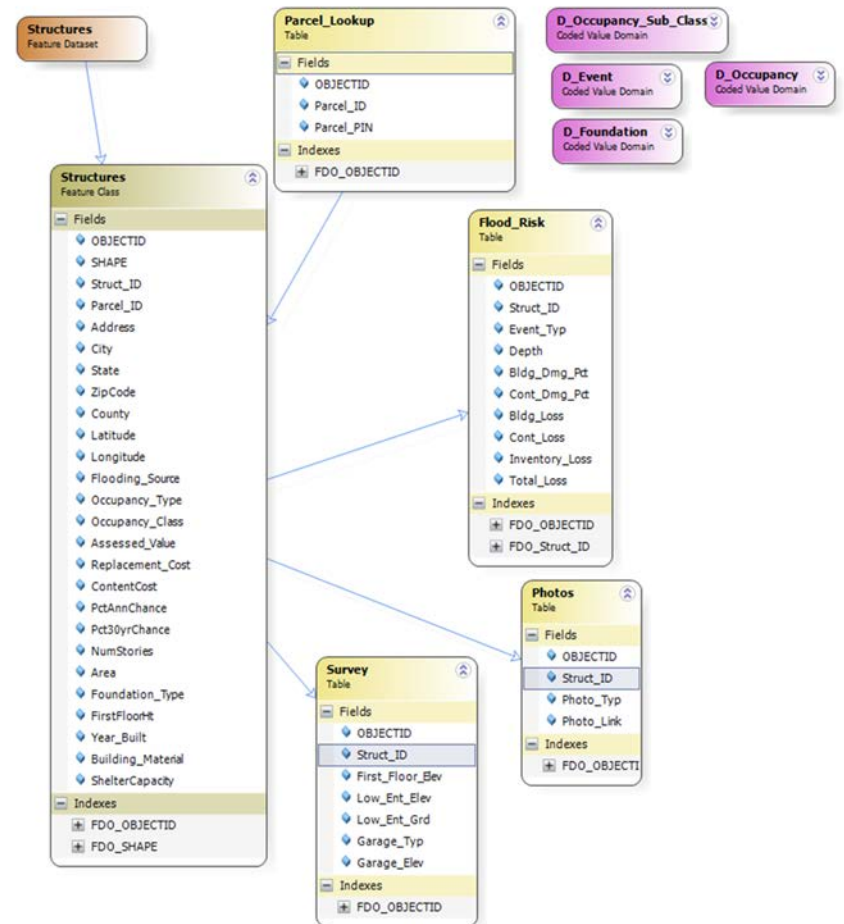 Structures
Feature Dataset
Parcel_Lookup
Table
Fields
OBJECTID
Parcel_ID
Parcel_PIN
Indexes
FDO_OBJECTID
D_Occupancy_Sub_Class
Coded Value Domain
D_Event
Coded Value Domain
D_Occupancy
Coded Value Domain
D_Foundation
Coded Value Domain
Structures
Feature Class
Fields
OBJECTID
SHAPE
Struct_ID
Parcel_ID
Address
City
State
ZipCode
County
Latitude
Longitude
Flooding_Source
Occupancy_Type
Occupancy_Class
Assessed_Value
Replacement_Cost
ContentCost
PctAnnChance
Pct30yrChance
NumStories
Area
Foundation_Type
FirstFloorHt
Year_Built
Building_Material
ShelterCapacity
Indexes
FDO_OBJECTID
FDO_SHAPE
Flood_Risk
Table
Fields
OBJECTID
Struct_ID
Event_Typ
Depth
Bldg_Dmg_Pct
Cont_Dmg_Pct
Bldg_Loss
Cont_Loss
Inventory_Loss
Total_Loss
Indexes
FDO_OBJECTID
FDO_Struct_ID
Photos
Table
Fields
OBJECTID
Struct_ID
Photo_Typ
Photo_Link
Indexes
FDO_OBJECTI
Survey
Table
Fields
OBJECTID
Struct_ID
First_Floor_Elev
Low_Ent_Elev
Low_Ent_Grd
Garage_Typ
Garage_Elev
Indexes
FDO_OBJECTID